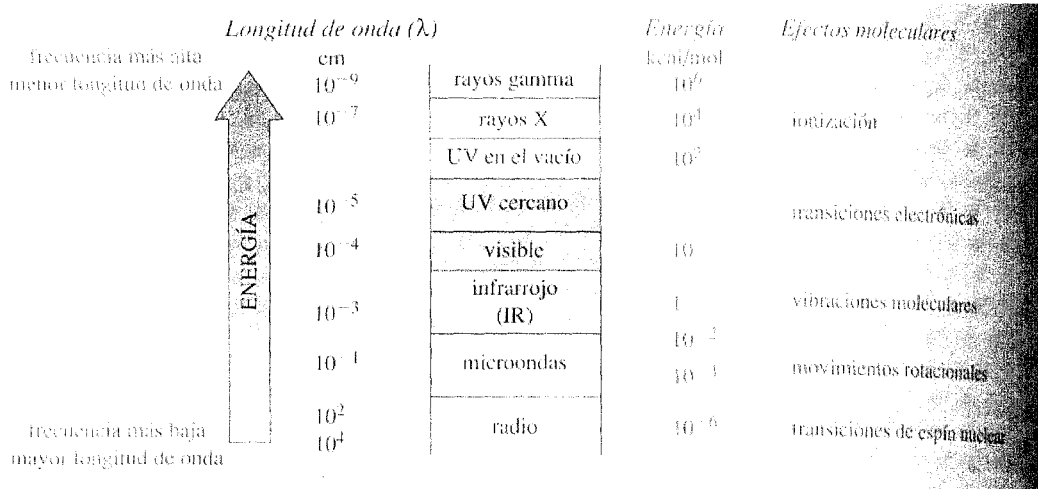 Longitud de onda (λ) Energía Efectos moleculares
frecuencia más alta cm kcal/mol
menor longitud de onda 10⁻⁹ rayos gamma 10⁶
10⁻⁷ rayos X 10⁴ ionización
UV en el vacío
10⁻⁵ UV cercano transiciones electrónicas
ENERGÍA
10⁻⁴ visible 10
infrarrojo
10⁻³ (IR) 1 vibraciones moleculares
10⁻²
10⁻¹ microondas movimientos rotacionales
10²
frecuencia más baja radio 10⁻⁶ transiciones de espín nuclear
10⁴
mayor longitud de onda